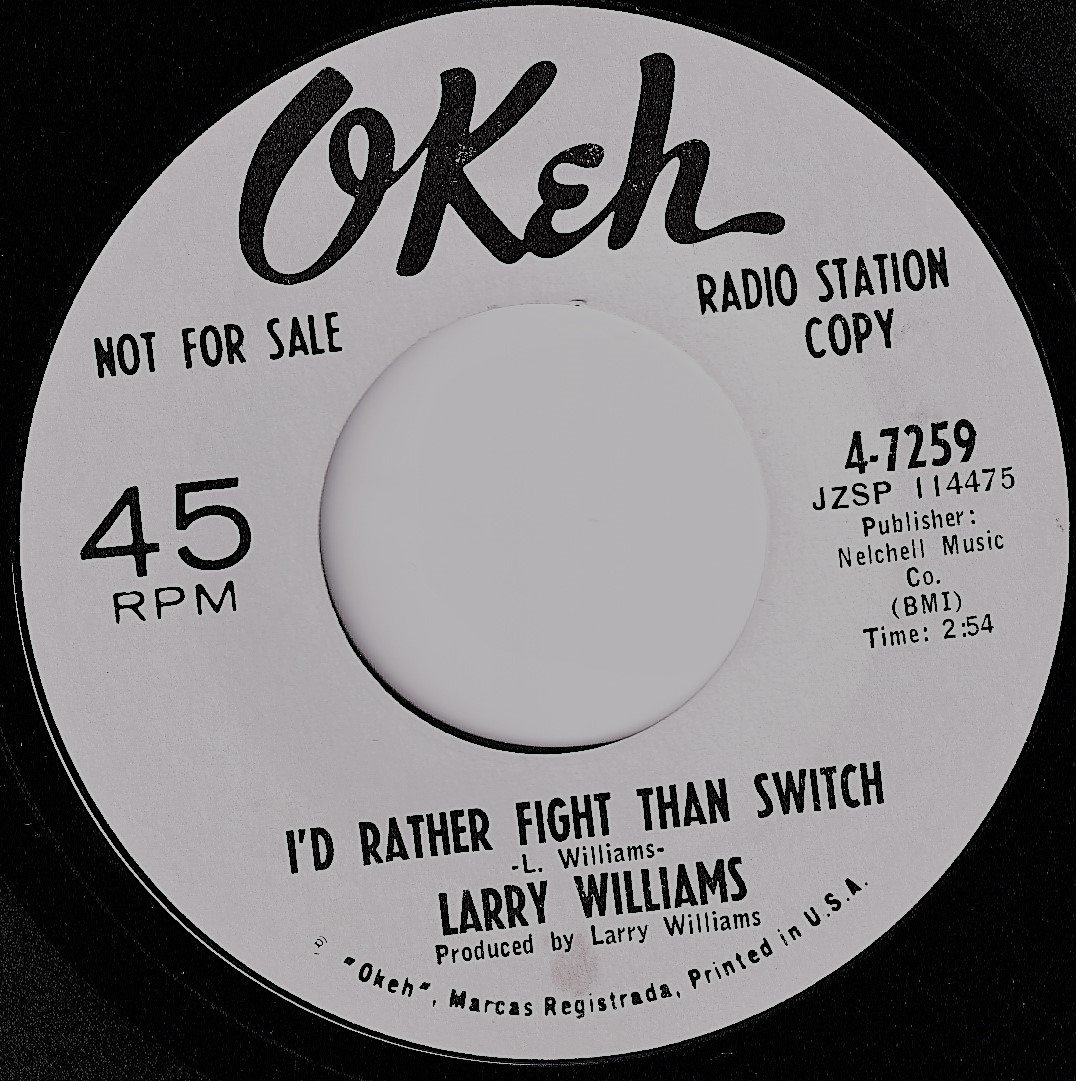 OKeh
NOT FOR SALE
RADIO STATION
COPY
45
RPM
4-7259
JZSP 114475
Publisher:
Nelchell Music
Co.
(BMI)
Time: 2:54
I'D RATHER FIGHT THAN SWITCH
-L. Williams-
LARRY WILLIAMS
Produced by Larry Williams
"Okeh", Marcas Registrada, Printed in U.S.A.